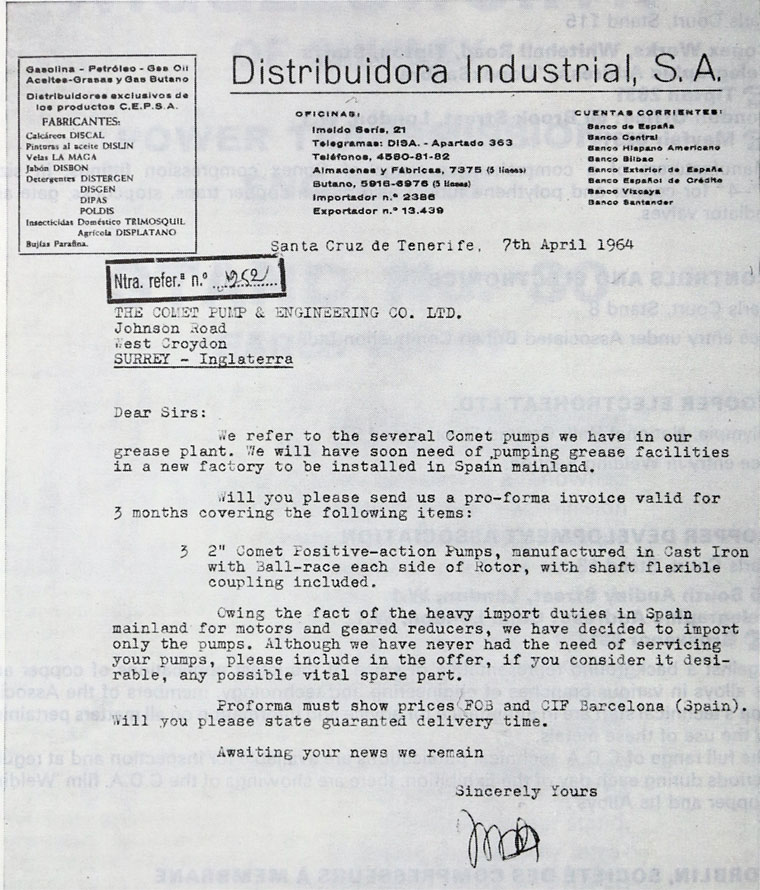 Gasolina - Petróleo - Gas Oil
Aceites-Grasas y Gas Butano
Distribuidores exclusivos de
los productos C.E.P.S.A.
FABRICANTES:
Calcáreos DISCAL
Pinturas al aceite DISLIN
Velas LA MAGA
Jabón DISBON
Detergentes DISTERCEN
DISGEN
DIPAS
POLDIS
Insecticidas Doméstico TRIMOSQUIL
Agrícola DISPLATANO
Bujías Parafina.
Distribuidora Industrial, S.A.
OFICINAS:
Imeldo Serís, 21
Telegramas: DISA. - Apartado 363
Teléfonos, 4580-81-82
Almacenes y Fábricas, 7375 (5 líneas)
Butano, 5916-6976 (5 líneas)
Importador n.º 2386
Exportador n.º 13.439
CUENTAS CORRIENTES:
Banco de España
Banco Central
Banco Hispano Americano
Banco Bilbao
Banco Exterior de España
Banco Español de Crédito
Banco Vizcaya
Banco Santander
Santa Cruz de Tenerife, 7th April 1964
Ntra. refer.ª n.º
THE COMET PUMP & ENGINEERING CO. LTD.
Johnson Road
West Croydon
SURREY - Inglaterra
Dear Sirs:
We refer to the several Comet pumps we have in our
grease plant. We will have soon need of pumping grease facilities
in a new factory to be installed in Spain mainland.
Will you please send us a pro-forma invoice valid for
3 months covering the following items:
3 2" Comet Positive-action Pumps, manufactured in Cast Iron
with Ball-race each side of Rotor, with shaft flexible
coupling included.
Owing the fact of the heavy import duties in Spain
mainland for motors and geared reducers, we have decided to import
only the pumps. Although we have never had the need of servicing
your pumps, please include in the offer, if you consider it desi-
rable, any possible vital spare part.
Proforma must show prices FOB and CIF Barcelona (Spain).
Will you please state guaranted delivery time.
Awaiting your news we remain
Sincerely Yours